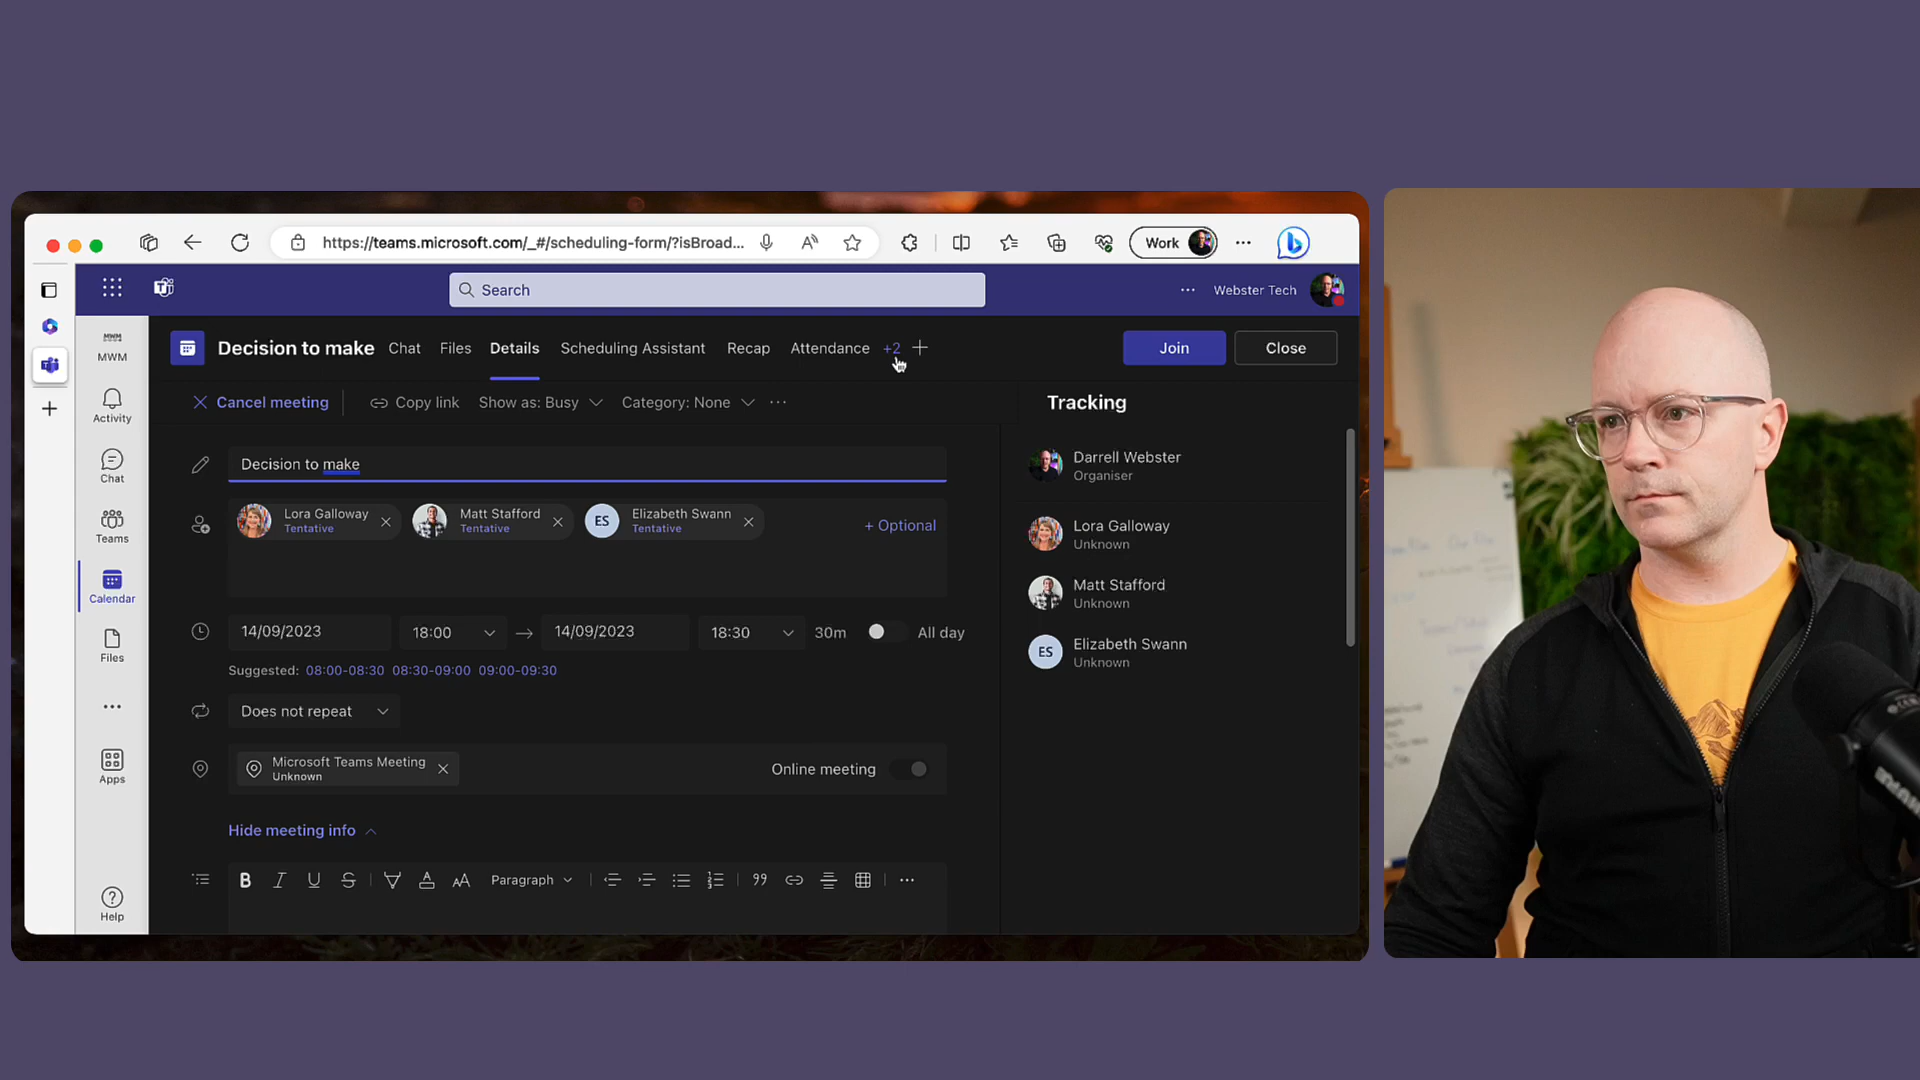 https://teams.microsoft.com/_#/scheduling-form/?isBroad...
Work
Search
Webster Tech
MWM
MWM
Activity
Chat
Teams
Calendar
Files
Apps
Help
Decision to make
Chat
Files
Details
Scheduling Assistant
Recap
Attendance
+2
Join
Close
Cancel meeting
Copy link
Show as: Busy
Category: None
Decision to make
Lora Galloway
Tentative
Matt Stafford
Tentative
ES
Elizabeth Swann
Tentative
+ Optional
14/09/2023
18:00
14/09/2023
18:30
30m
All day
Suggested: 08:00-08:30 08:30-09:00 09:00-09:30
Does not repeat
Microsoft Teams Meeting
Unknown
Online meeting
Hide meeting info
Paragraph
Tracking
Darrell Webster
Organiser
Lora Galloway
Unknown
Matt Stafford
Unknown
ES
Elizabeth Swann
Unknown